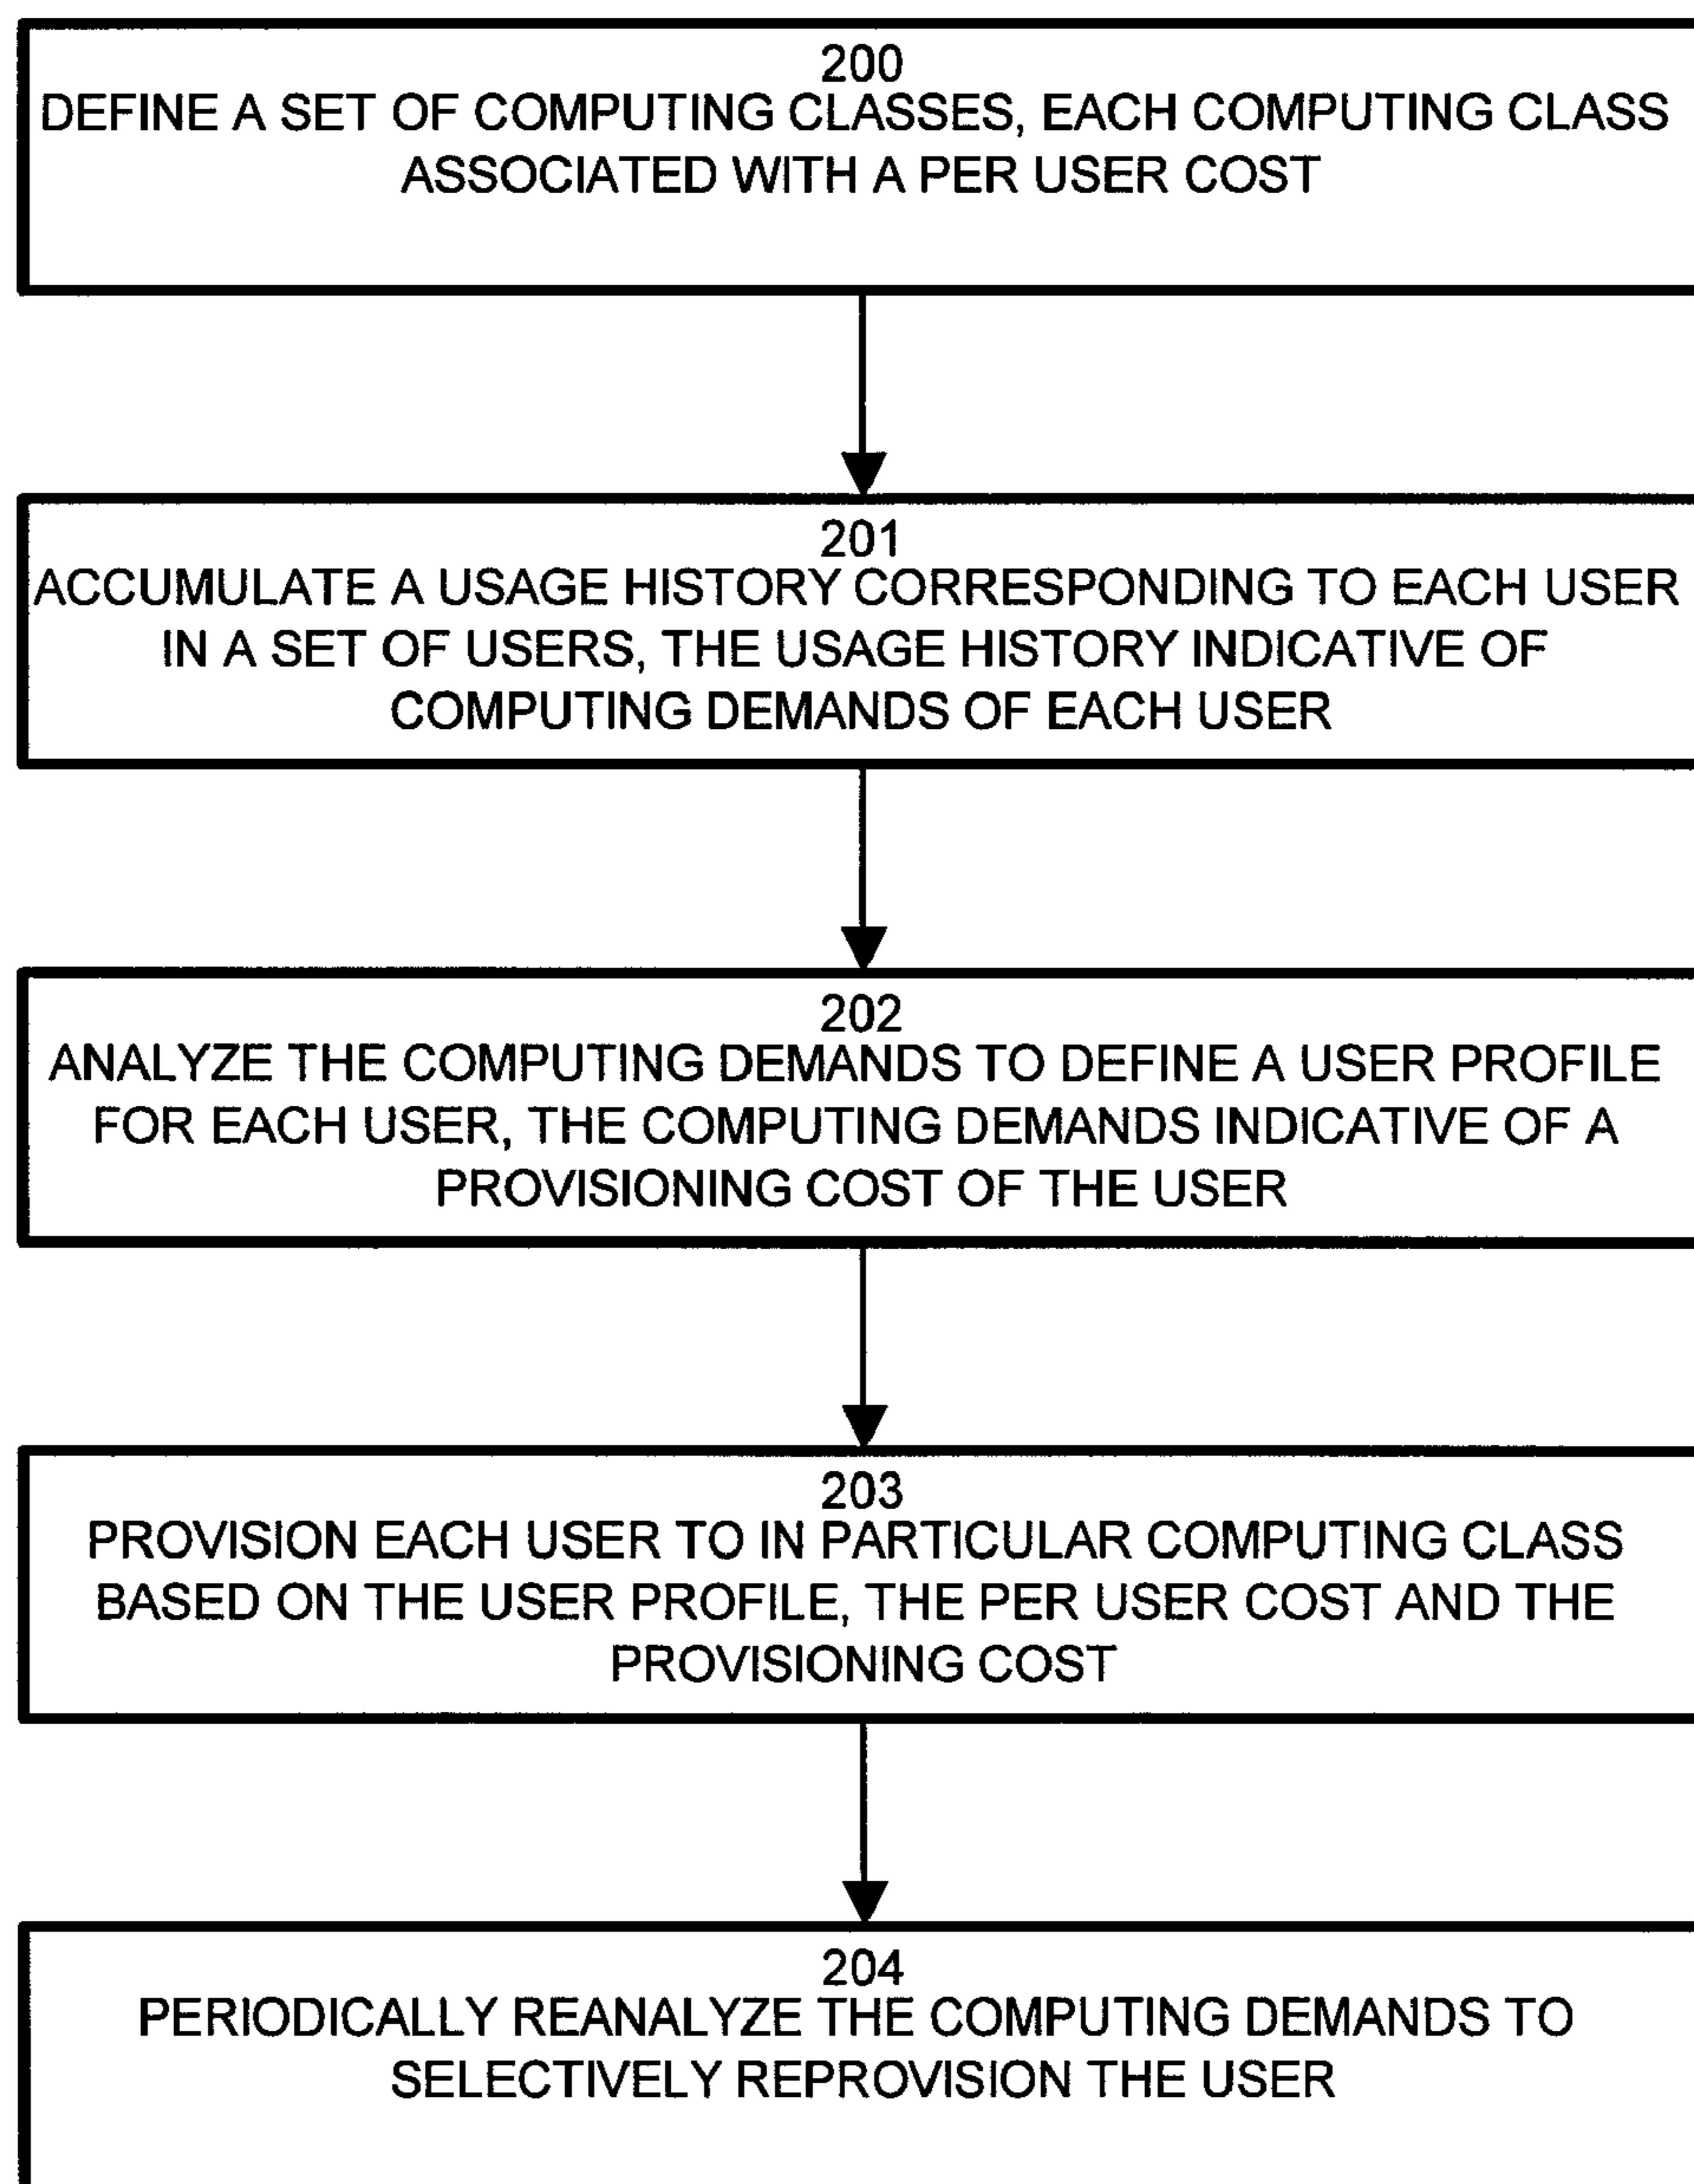 200
DEFINE A SET OF COMPUTING CLASSES, EACH COMPUTING CLASS
ASSOCIATED WITH A PER USER COST
201
ACCUMULATE A USAGE HISTORY CORRESPONDING TO EACH USER
IN A SET OF USERS, THE USAGE HISTORY INDICATIVE OF
COMPUTING DEMANDS OF EACH USER
202
ANALYZE THE COMPUTING DEMANDS TO DEFINE A USER PROFILE
FOR EACH USER, THE COMPUTING DEMANDS INDICATIVE OF A
PROVISIONING COST OF THE USER
203
PROVISION EACH USER TO IN PARTICULAR COMPUTING CLASS
BASED ON THE USER PROFILE, THE PER USER COST AND THE
PROVISIONING COST
204
PERIODICALLY REANALYZE THE COMPUTING DEMANDS TO
SELECTIVELY REPROVISION THE USER